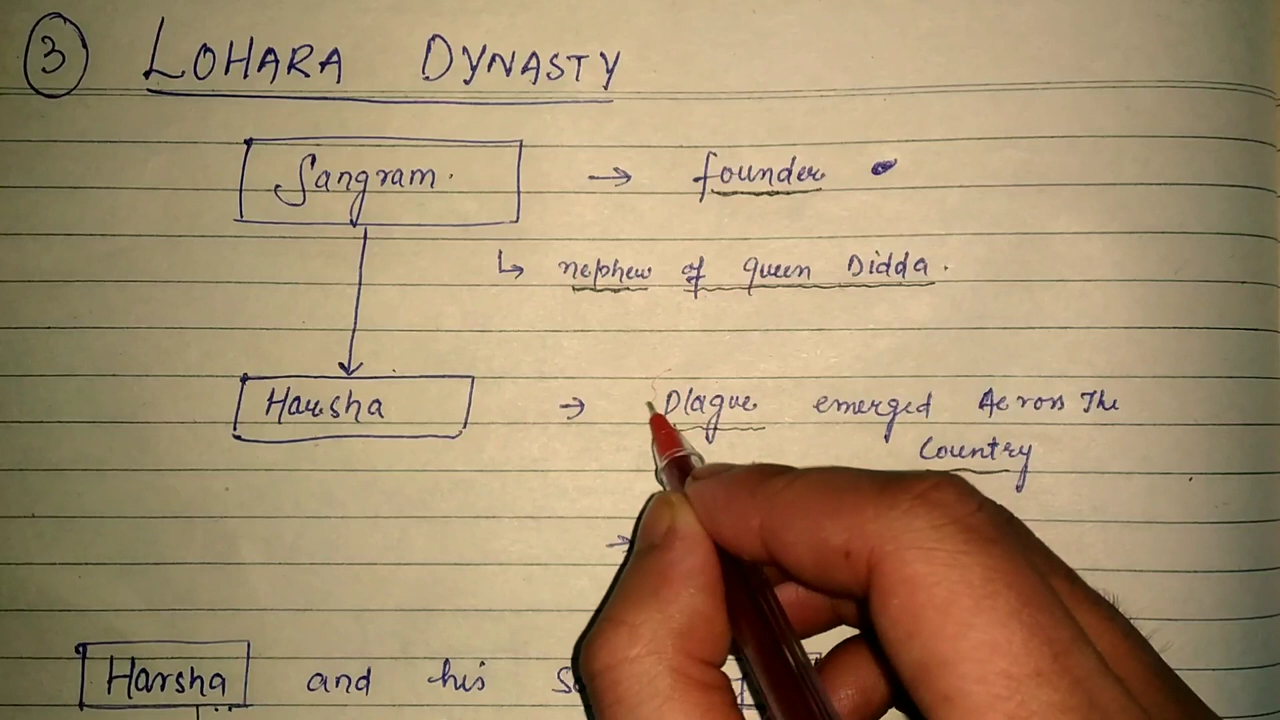 3 LOHARA DYNASTY
Sangram. → founder
↳ nephew of queen Didda.
Harsha → Plague emerged Across The
Country
→
Harsha and his